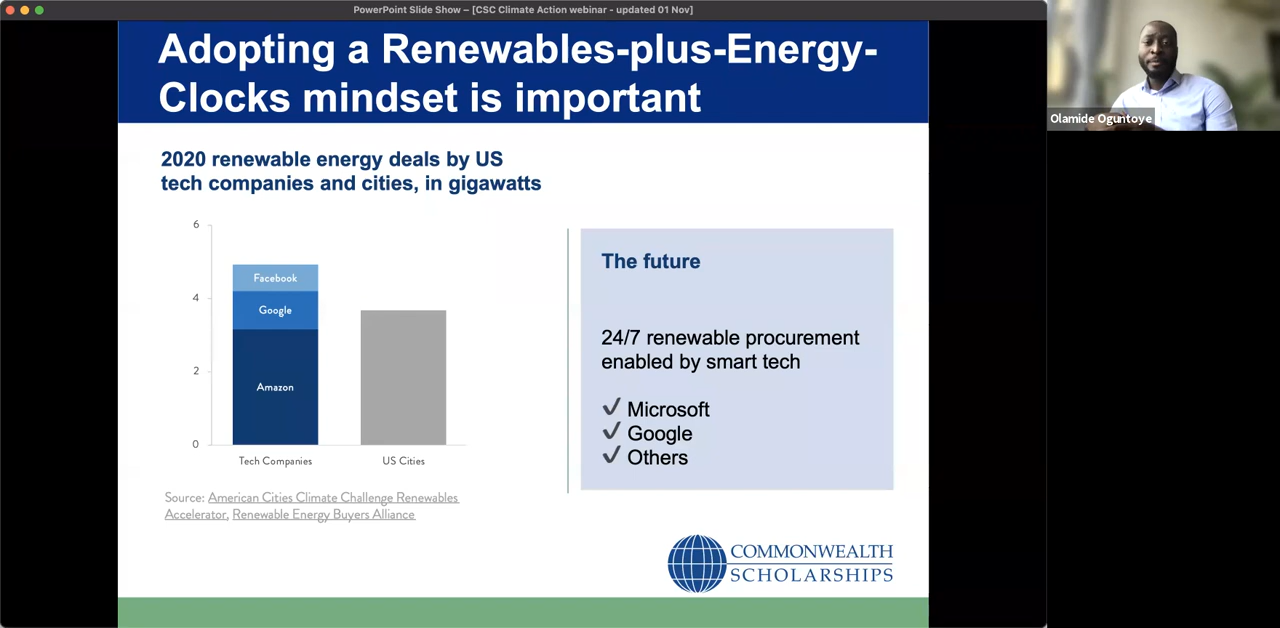 PowerPoint Slide Show – [CSC Climate Action webinar - updated 01 Nov]
Adopting a Renewables-plus-Energy-
Clocks mindset is important
2020 renewable energy deals by US
tech companies and cities, in gigawatts
6
4
2
0
Facebook
Google
Amazon
Tech Companies
US Cities
Source: American Cities Climate Challenge Renewables
Accelerator, Renewable Energy Buyers Alliance
The future
24/7 renewable procurement
enabled by smart tech
✓ Microsoft
✓ Google
✓ Others
COMMONWEALTH
SCHOLARSHIPS
Olamide Oguntoye